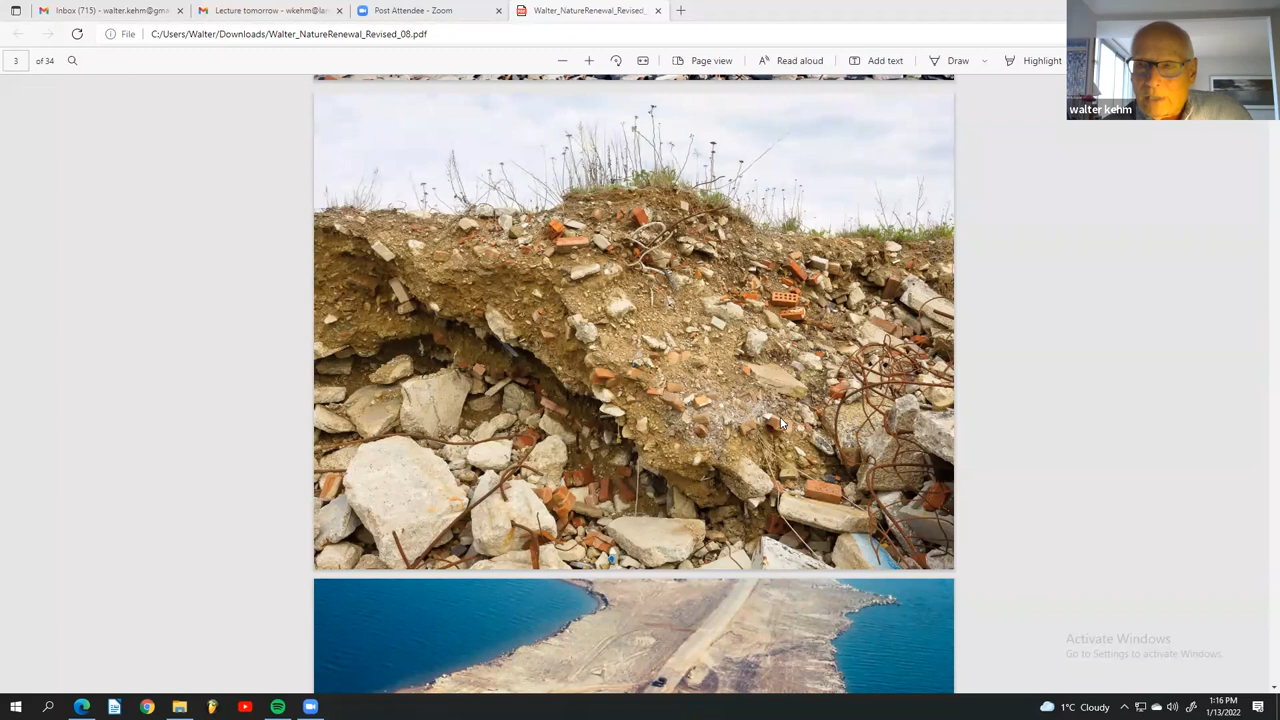 Inbox (715) - walter.kehm@gm
Lecture tomorrow - wkehm@la
Post Attendee - Zoom
Walter_NatureRenewal_Revised_
File
C:/Users/Walter/Downloads/Walter_NatureRenewal_Revised_08.pdf
3 of 34
Page view
Read aloud
Add text
Draw
Highlight
walter kehm
Activate Windows
Go to Settings to activate Windows.
1°C Cloudy
1:16 PM
1/13/2022